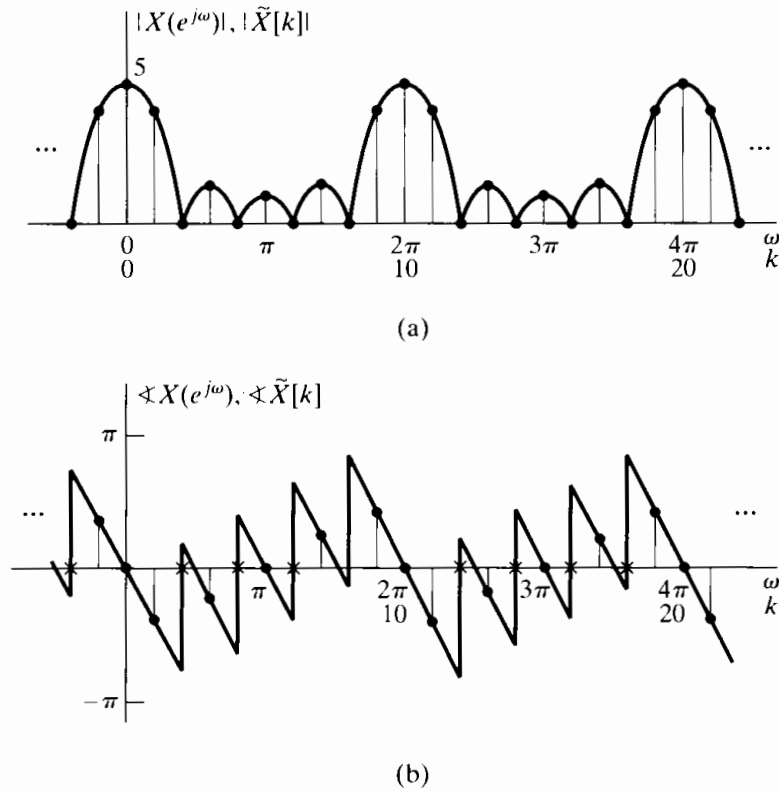 |X(e^{jω})|, |X̃[k]|
5
... ...
0 π 2π 3π 4π ω
0 10 20 k
(a)
∢X(e^{jω}), ∢X̃[k]
π
... ...
π 2π 3π 4π ω
10 20 k
−π
(b)